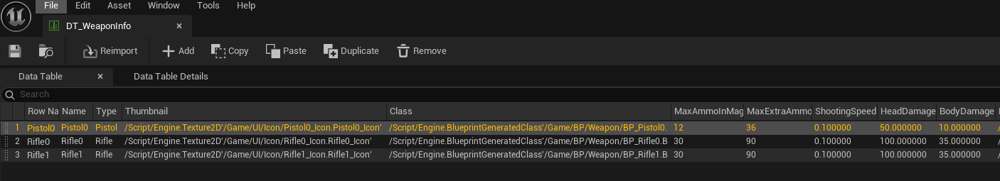 File Edit Asset Window Tools Help
DT_WeaponInfo ×
Reimport Add Copy Paste Duplicate Remove
Data Table × Data Table Details
Search
Row Na Name Type Thumbnail Class MaxAmmoInMag MaxExtraAmmo ShootingSpeed HeadDamage BodyDamage
1 Pistol0 Pistol0 Pistol /Script/Engine.Texture2D'/Game/UI/Icon/Pistol0_Icon.Pistol0_Icon' /Script/Engine.BlueprintGeneratedClass'/Game/BP/Weapon/BP_Pistol0. 12 36 0.100000 50.000000 10.000000 /
2 Rifle0 Rifle0 Rifle /Script/Engine.Texture2D'/Game/UI/Icon/Rifle0_Icon.Rifle0_Icon' /Script/Engine.BlueprintGeneratedClass'/Game/BP/Weapon/BP_Rifle0.B 30 90 0.100000 100.000000 35.000000 /
3 Rifle1 Rifle1 Rifle /Script/Engine.Texture2D'/Game/UI/Icon/Rifle1_Icon.Rifle1_Icon' /Script/Engine.BlueprintGeneratedClass'/Game/BP/Weapon/BP_Rifle1.B 30 90 0.100000 100.000000 35.000000 /